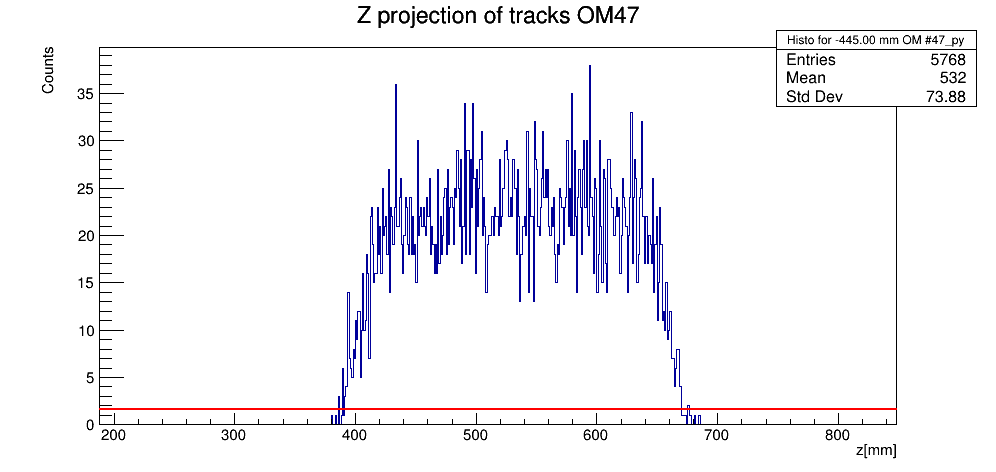 Z projection of tracks OM47
Histo for -445.00 mm OM #47_py
Entries 5768
Mean 532
Std Dev 73.88
Counts
35
30
25
20
15
10
5
0
200 300 400 500 600 700 800
z[mm]